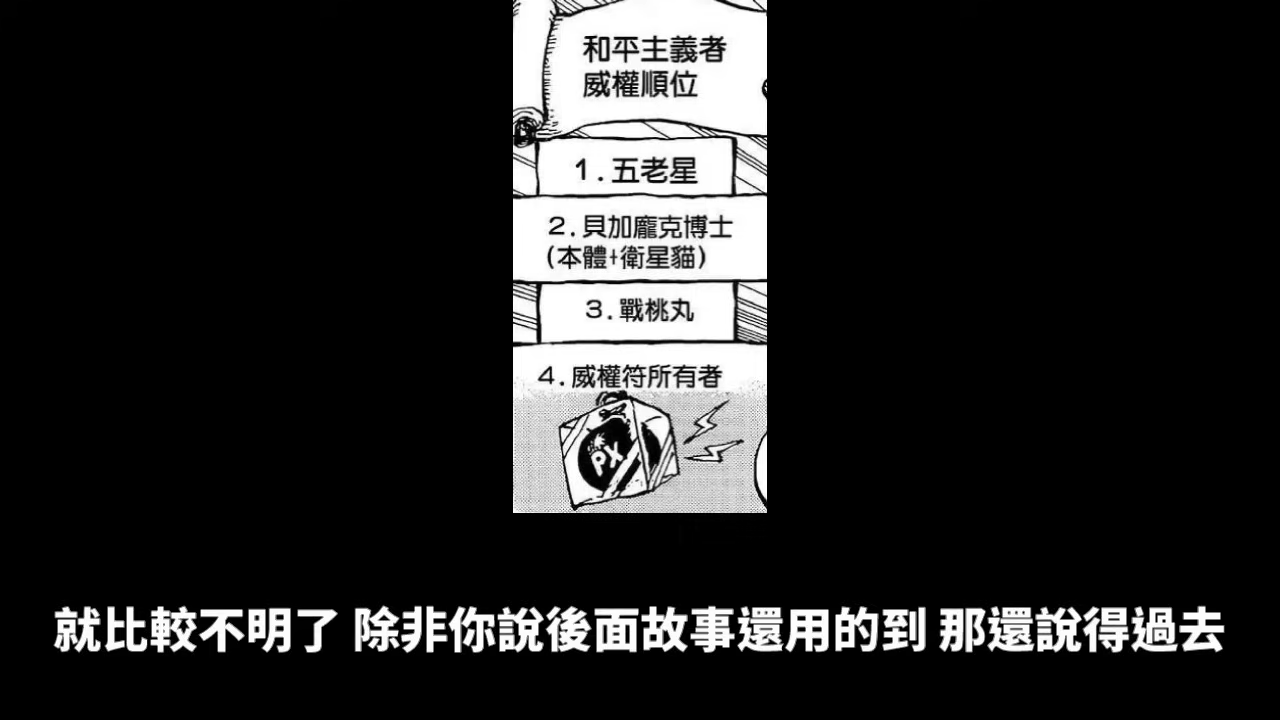 和平主義者
威權順位
1.五老星
2.貝加龐克博士
(本體+衛星貓)
3.戰桃丸
4.威權符所有者
PX
就比較不明了 除非你說後面故事還用的到 那還說得過去